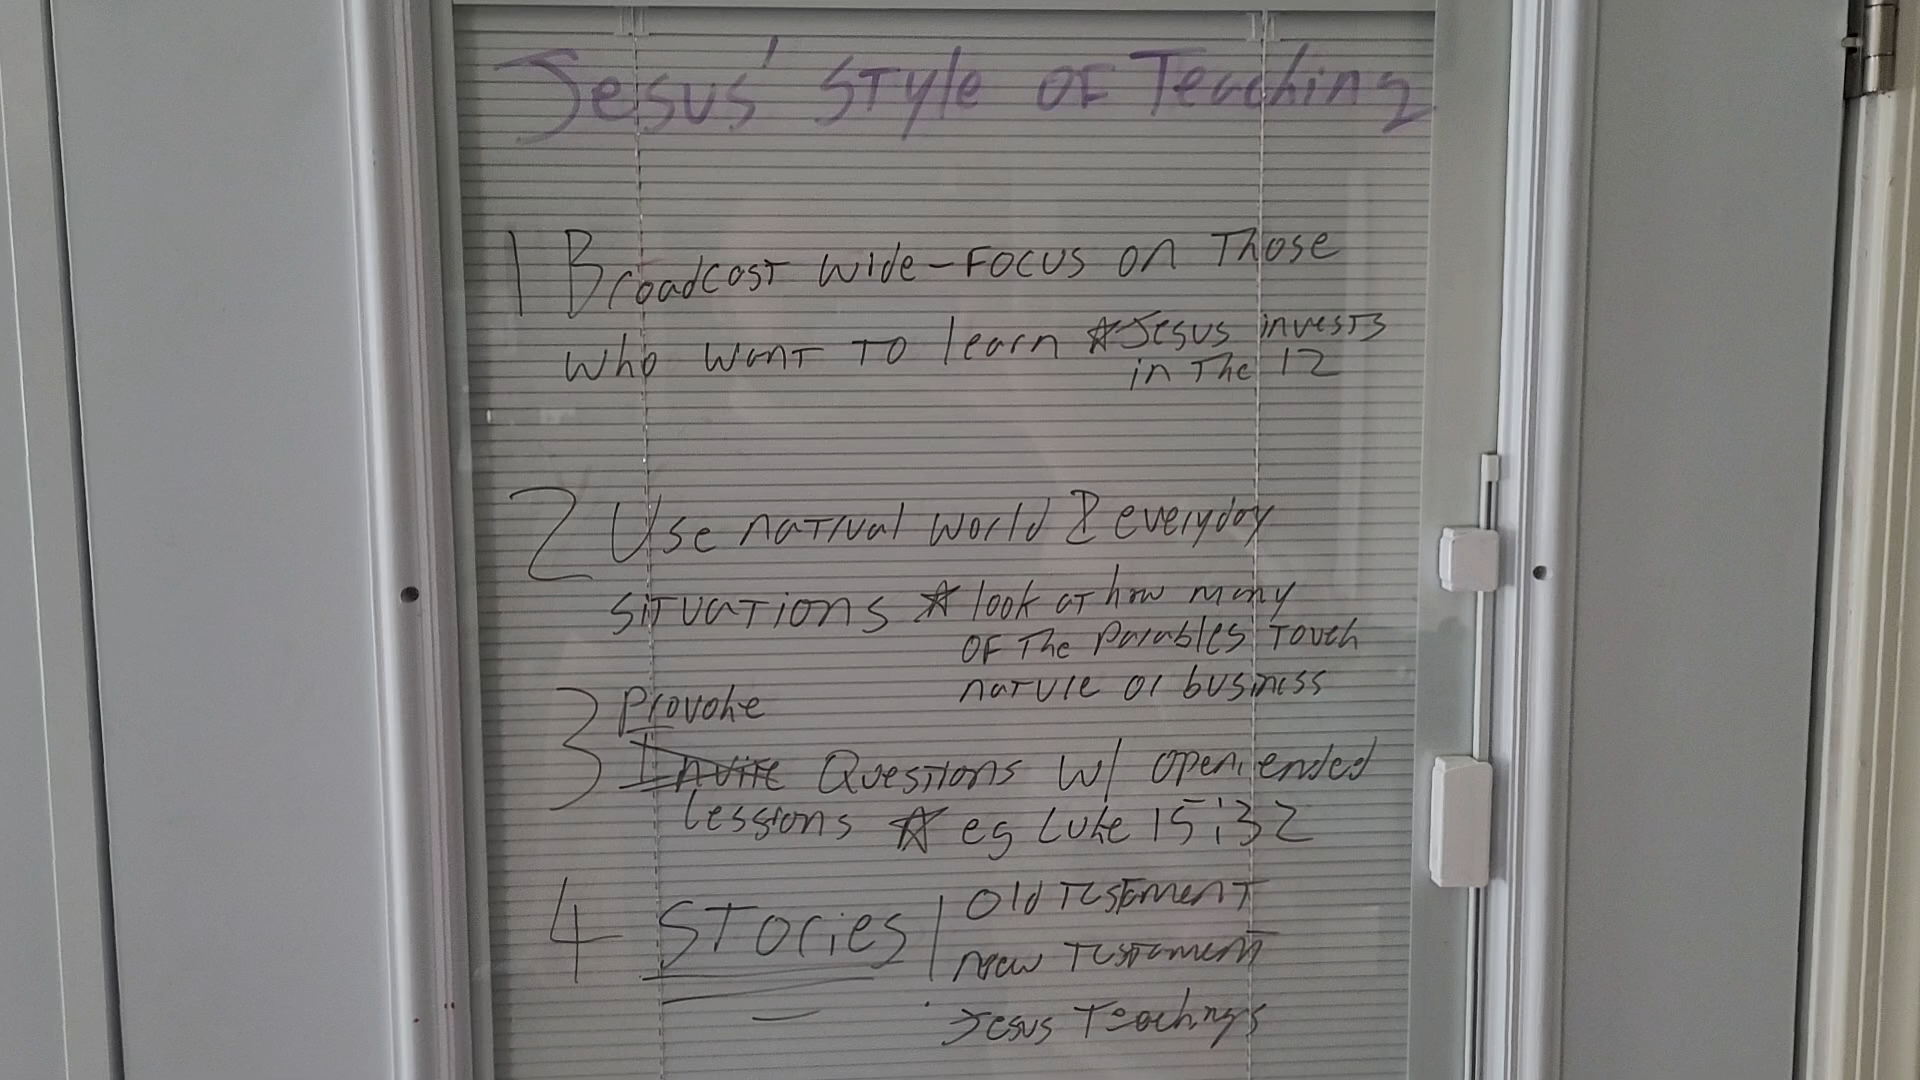 Jesus' Style of Teaching
1 Broadcast wide - Focus on Those
who want to learn ☆Jesus invests
in The 12
2 Use natrual world & everyday
situations ☆ look at how many
of the parables touch
nature or business
3 Provoke
Invite Questions w/ open ended
lessions ☆ eg Luke 15:32
4 Stories | Old Testament
New Testament
Jesus Teachings